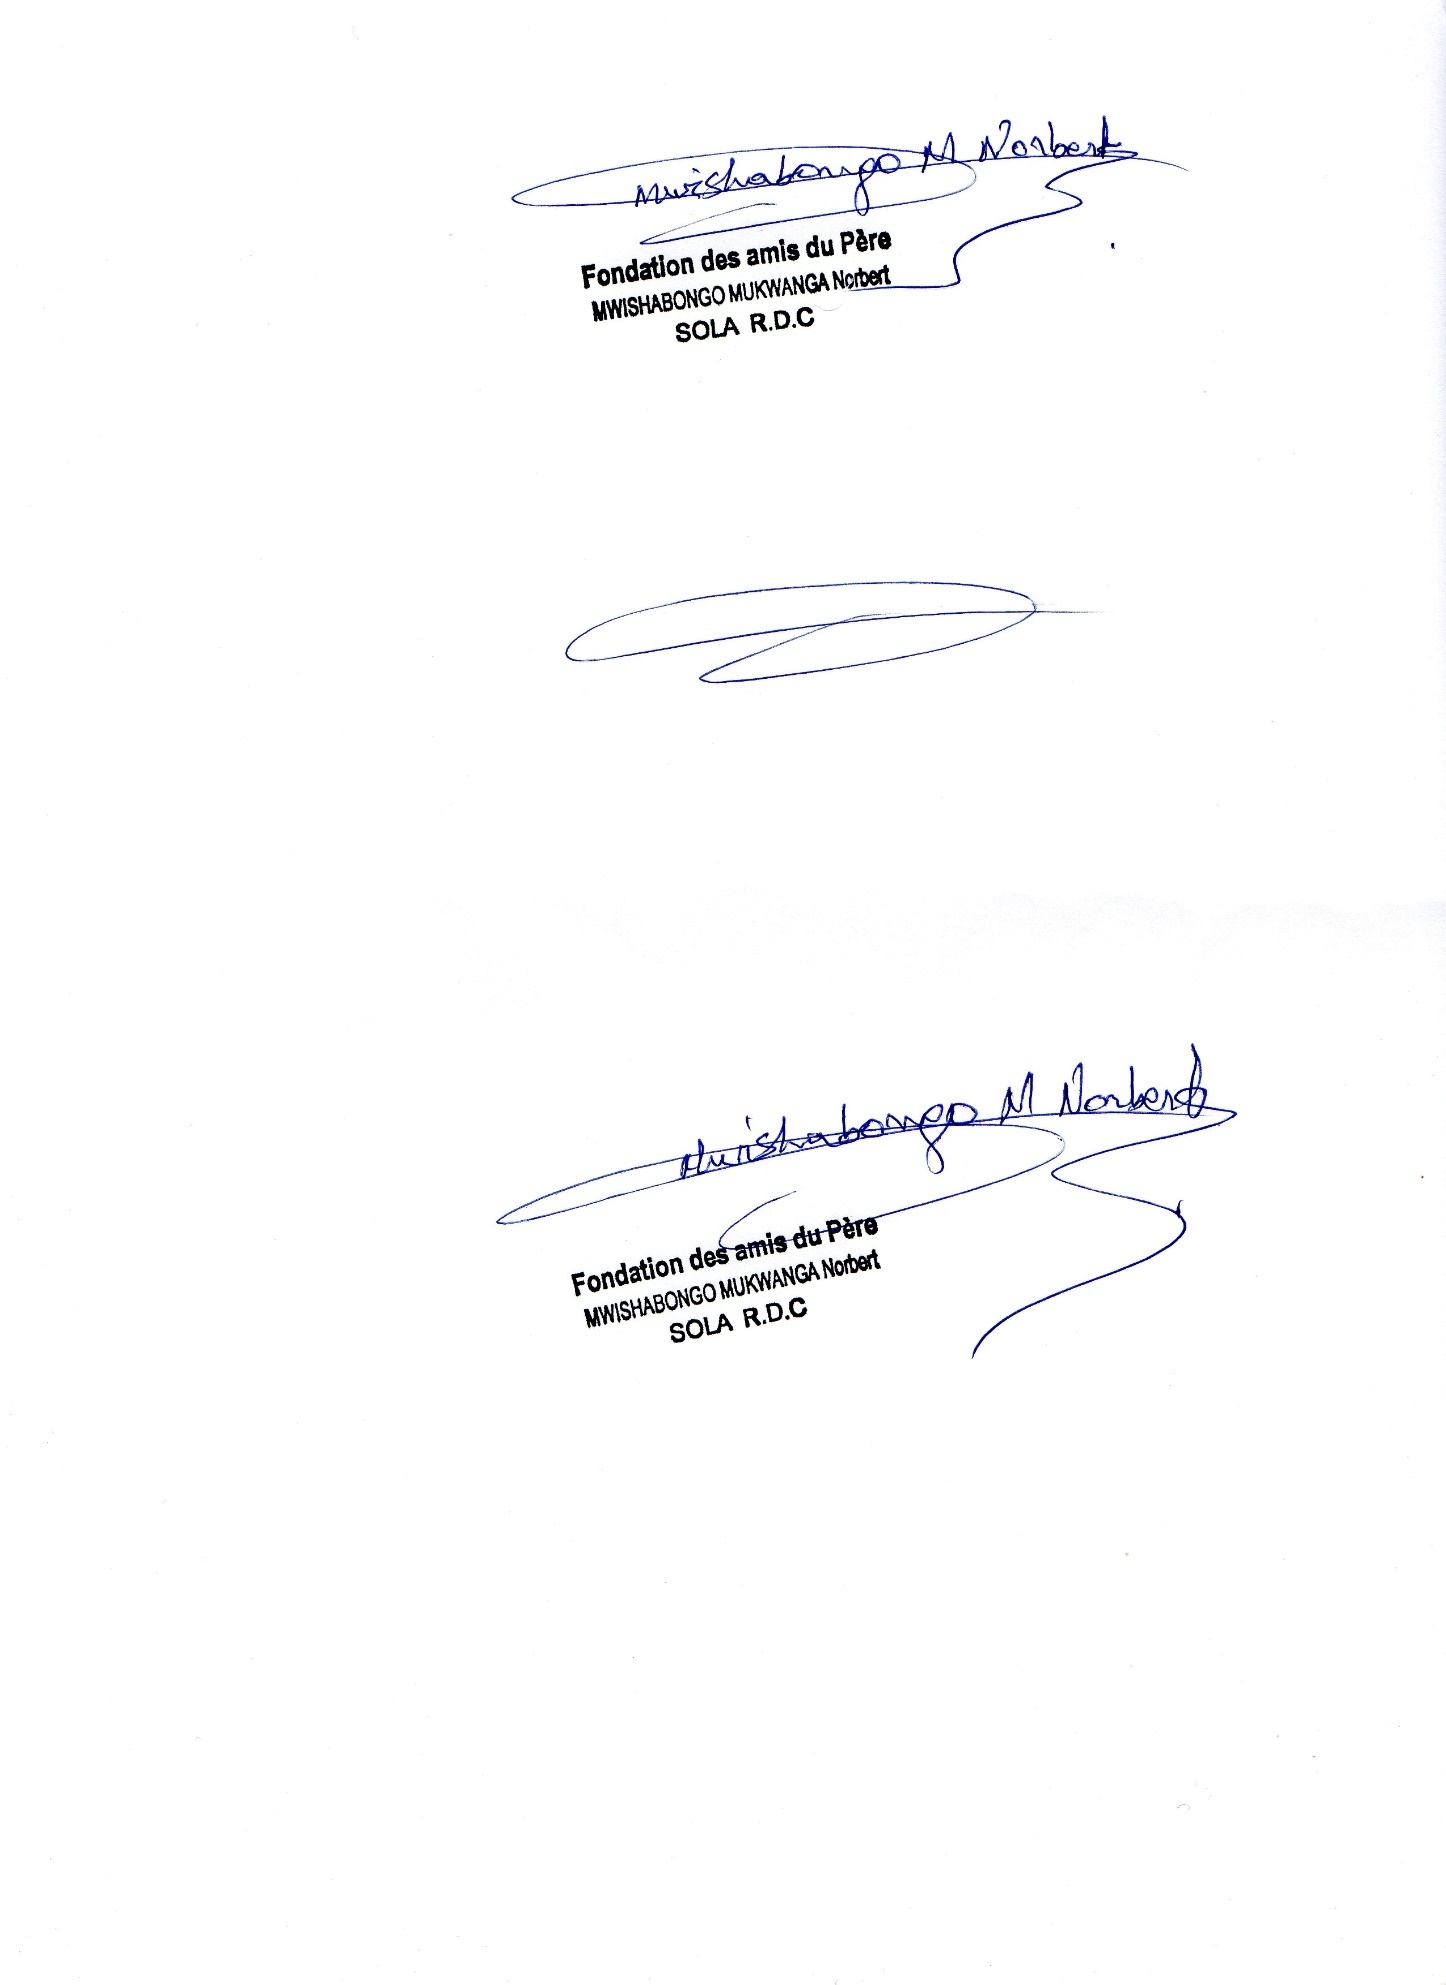 Mwishabongo M Norbert
Fondation des amis du Père
MWISHABONGO MUKWANGA Norbert
SOLA R.D.C
Mwishabongo M Norbert
Fondation des amis du Père
MWISHABONGO MUKWANGA Norbert
SOLA R.D.C